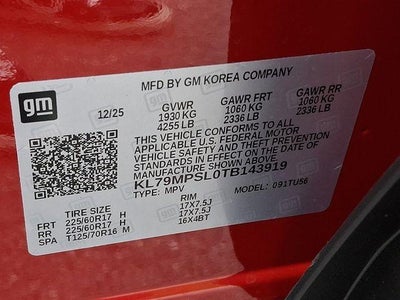 gm
MFD BY GM KOREA COMPANY
12/25 GVWR GAWR FRT GAWR RR
1930 KG 1060 KG 1060 KG
4255 LB 2336 LB 2336 LB
THIS VEHICLE CONFORMS TO ALL APPLICABLE
U.S. FEDERAL MOTOR
VEHICLE SAFETY AND THEFT PREVENTION
STANDARDS IN EFFECT ON THE DATE OF
MANUFACTURE SHOWN ABOVE.
KL79MPSL0TB143919
TYPE: MPV MODEL: 091TU56
TIRE SIZE RIM
FRT 225/60R17 H 17X7.5J
RR 225/60R17 H 17X7.5J
SPA T125/70R16 M 16X4BT